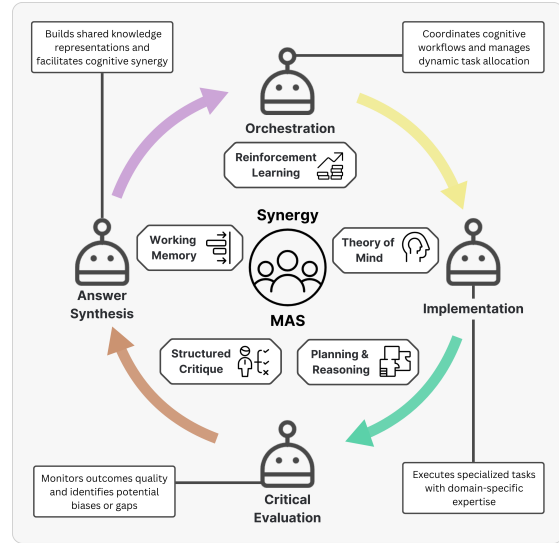 Builds shared knowledge
representations and
facilitates cognitive synergy
Coordinates cognitive
workflows and manages
dynamic task allocation
Orchestration
Reinforcement
Learning
Synergy
Working
Memory
Theory of
Mind
Answer
Synthesis
Implementation
MAS
Structured
Critique
Planning &
Reasoning
Monitors outcomes quality
and identifies potential
biases or gaps
Critical
Evaluation
Executes specialized tasks
with domain-specific
expertise